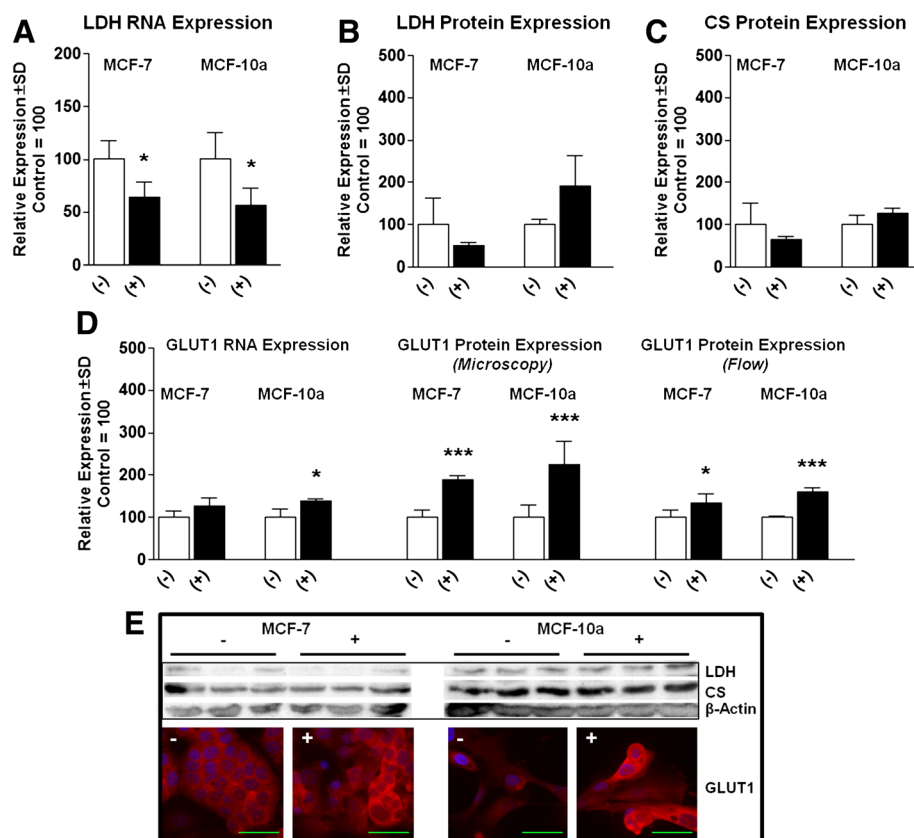 A LDH RNA Expression
Relative Expression±SD
Control = 100
200
150
100
50
0
MCF-7 MCF-10a
* *
(-) (+) (-) (+)
B LDH Protein Expression
Relative Expression±SD
Control = 100
500
400
300
200
100
0
MCF-7 MCF-10a
(-) (+) (-) (+)
C CS Protein Expression
Relative Expression±SD
Control = 100
500
400
300
200
100
0
MCF-7 MCF-10a
(-) (+) (-) (+)
D
Relative Expression±SD
Control = 100
500
400
300
200
100
0
GLUT1 RNA Expression
MCF-7 MCF-10a
*
(-) (+) (-) (+)
GLUT1 Protein Expression
(Microscopy)
MCF-7 MCF-10a
*** ***
(-) (+) (-) (+)
GLUT1 Protein Expression
(Flow)
MCF-7 MCF-10a
* ***
(-) (+) (-) (+)
E
MCF-7 MCF-10a
- + - +
LDH
CS
β-Actin
- + - +
GLUT1